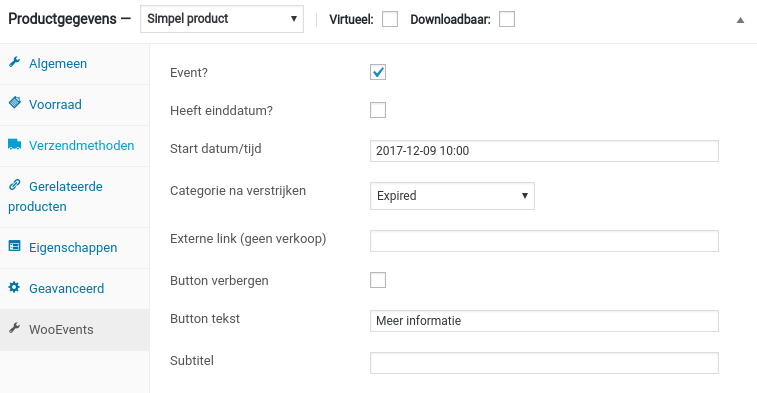 Productgegevens — Simpel product Virtueel: Downloadbaar:
Algemeen
Voorraad
Verzendmethoden
Gerelateerde
producten
Eigenschappen
Geavanceerd
WooEvents
Event?
Heeft einddatum?
Start datum/tijd 2017-12-09 10:00
Categorie na verstrijken Expired
Externe link (geen verkoop)
Button verbergen
Button tekst Meer informatie
Subtitel